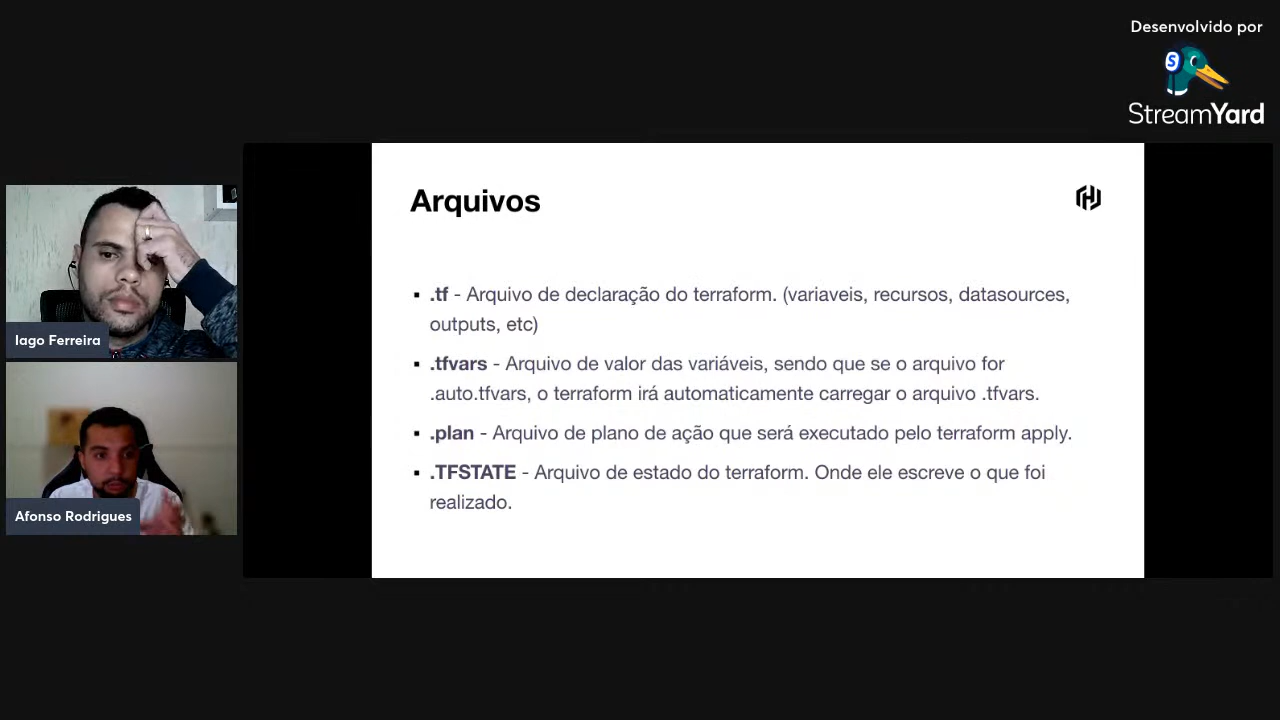 Desenvolvido por
StreamYard
Arquivos
.tf - Arquivo de declaração do terraform. (variaveis, recursos, datasources,
outputs, etc)
.tfvars - Arquivo de valor das variáveis, sendo que se o arquivo for
.auto.tfvars, o terraform irá automaticamente carregar o arquivo .tfvars.
.plan - Arquivo de plano de ação que será executado pelo terraform apply.
.TFSTATE - Arquivo de estado do terraform. Onde ele escreve o que foi
realizado.
Iago Ferreira
Afonso Rodrigues